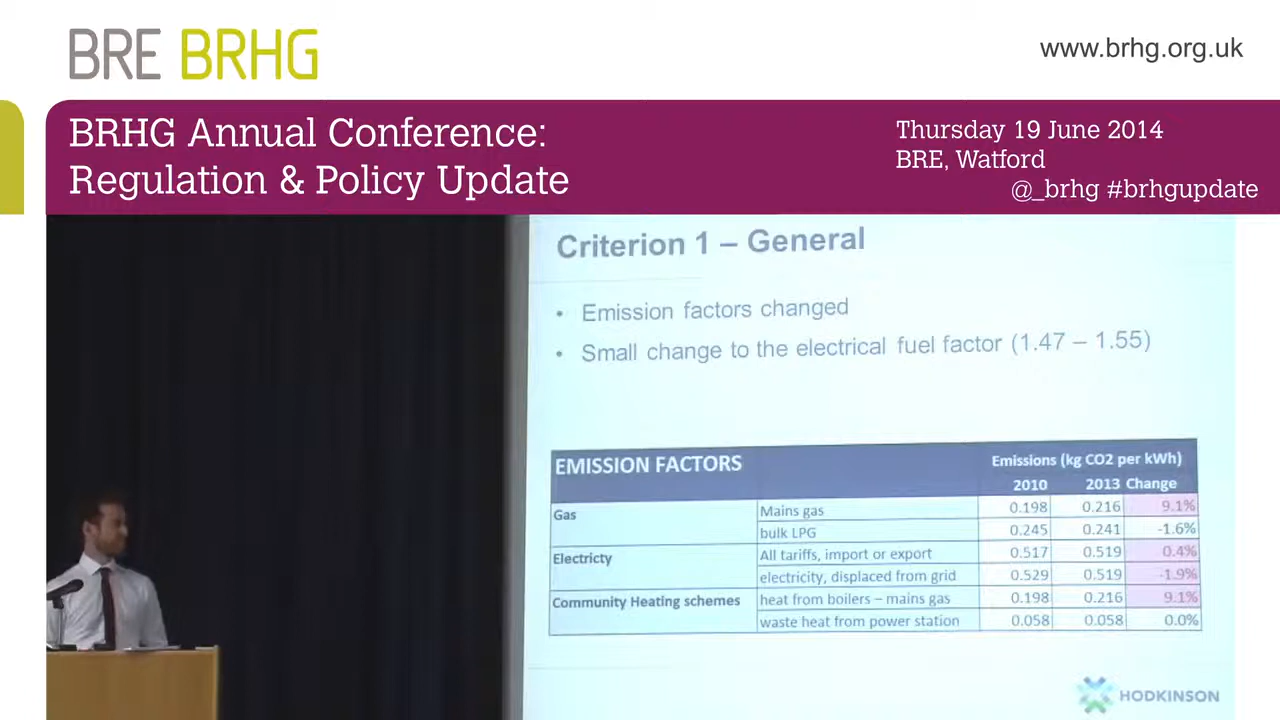 BRE BRHG
www.brhg.org.uk
BRHG Annual Conference:
Regulation & Policy Update
Thursday 19 June 2014
BRE, Watford
@_brhg #brhgupdate
Criterion 1 – General
• Emission factors changed
• Small change to the electrical fuel factor (1.47 – 1.55)
EMISSION FACTORS Emissions (kg CO2 per kWh)
2010 2013 Change
Gas Mains gas 0.198 0.216 9.1%
bulk LPG 0.245 0.241 -1.6%
Electricty All tariffs, import or export 0.517 0.519 0.4%
electricity, displaced from grid 0.529 0.519 -1.9%
Community Heating schemes heat from boilers – mains gas 0.198 0.216 9.1%
waste heat from power station 0.058 0.058 0.0%
HODKINSON